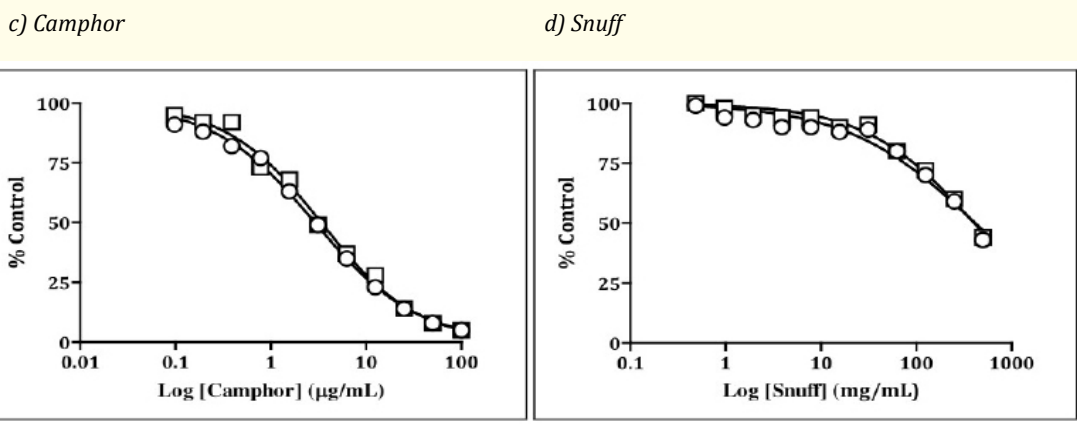 c) Camphor
d) Snuff
100
75
50
25
0
% Control
0.01 0.1 1 10 100
Log [Camphor] (µg/mL)
100
75
50
25
0
% Control
0.1 1 10 100 1000
Log [Snuff] (mg/mL)